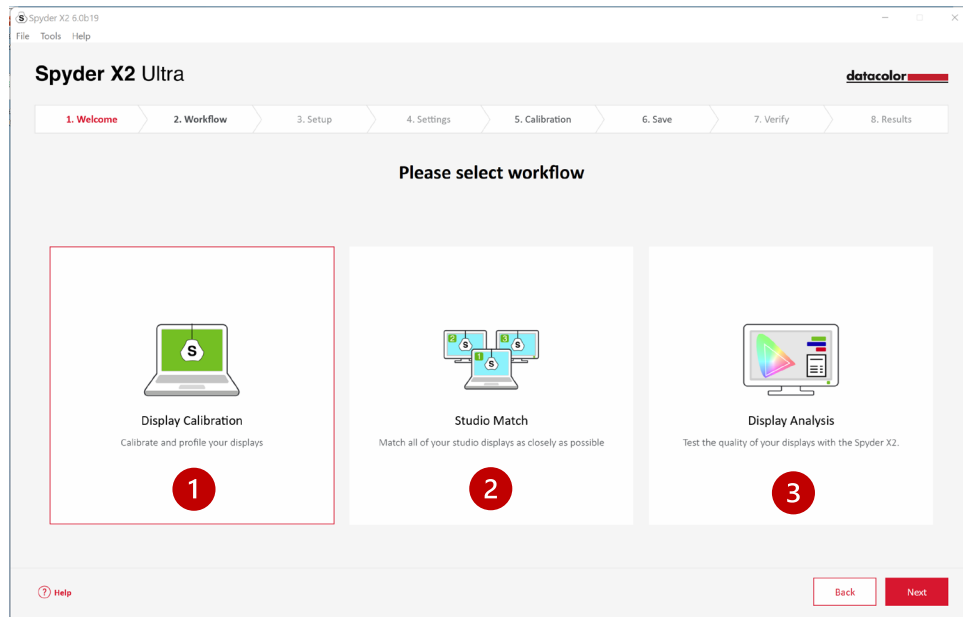 Spyder X2 6.0b19
File Tools Help
Spyder X2 Ultra
datacolor
1. Welcome 2. Workflow 3. Setup 4. Settings 5. Calibration 6. Save 7. Verify 8. Results
Please select workflow
S
2 S 3 S
1 S
Display Calibration Studio Match Display Analysis
Calibrate and profile your displays Match all of your studio displays as closely as possible Test the quality of your displays with the Spyder X2.
1 2 3
? Help Back Next